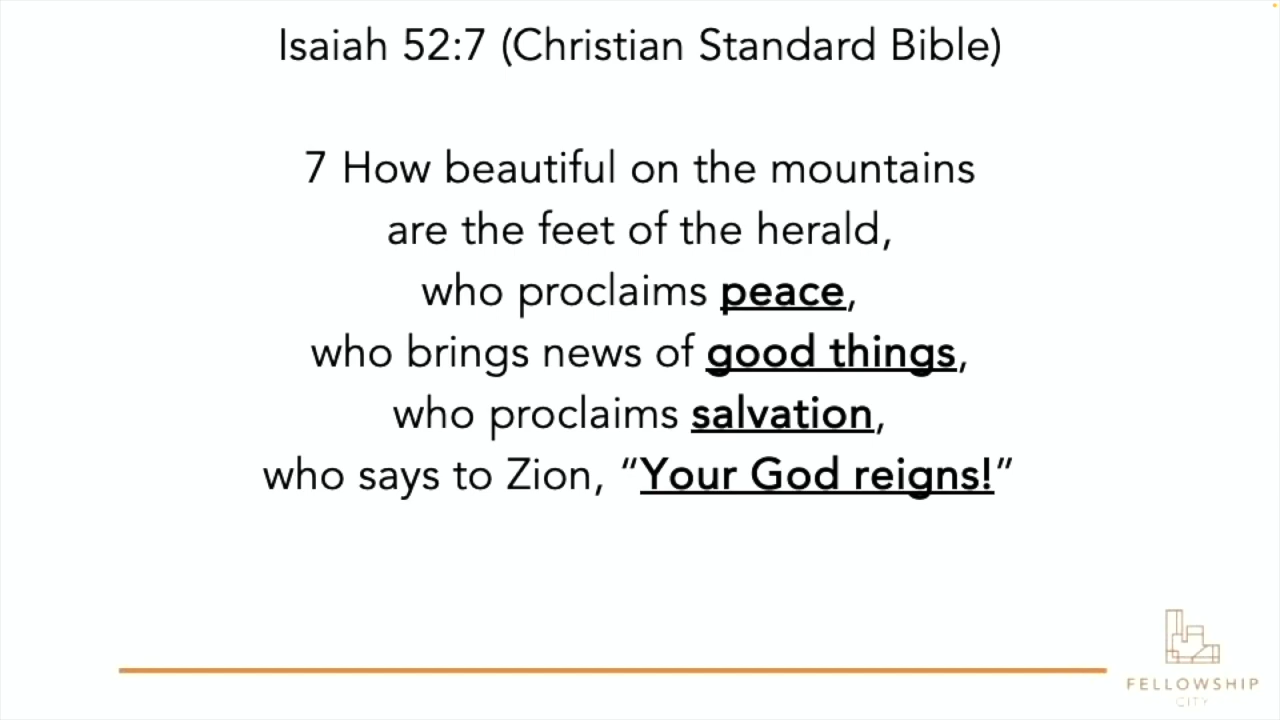 Isaiah 52:7 (Christian Standard Bible)
7 How beautiful on the mountains
are the feet of the herald,
who proclaims peace,
who brings news of good things,
who proclaims salvation,
who says to Zion, “Your God reigns!”
FELLOWSHIP
CITY